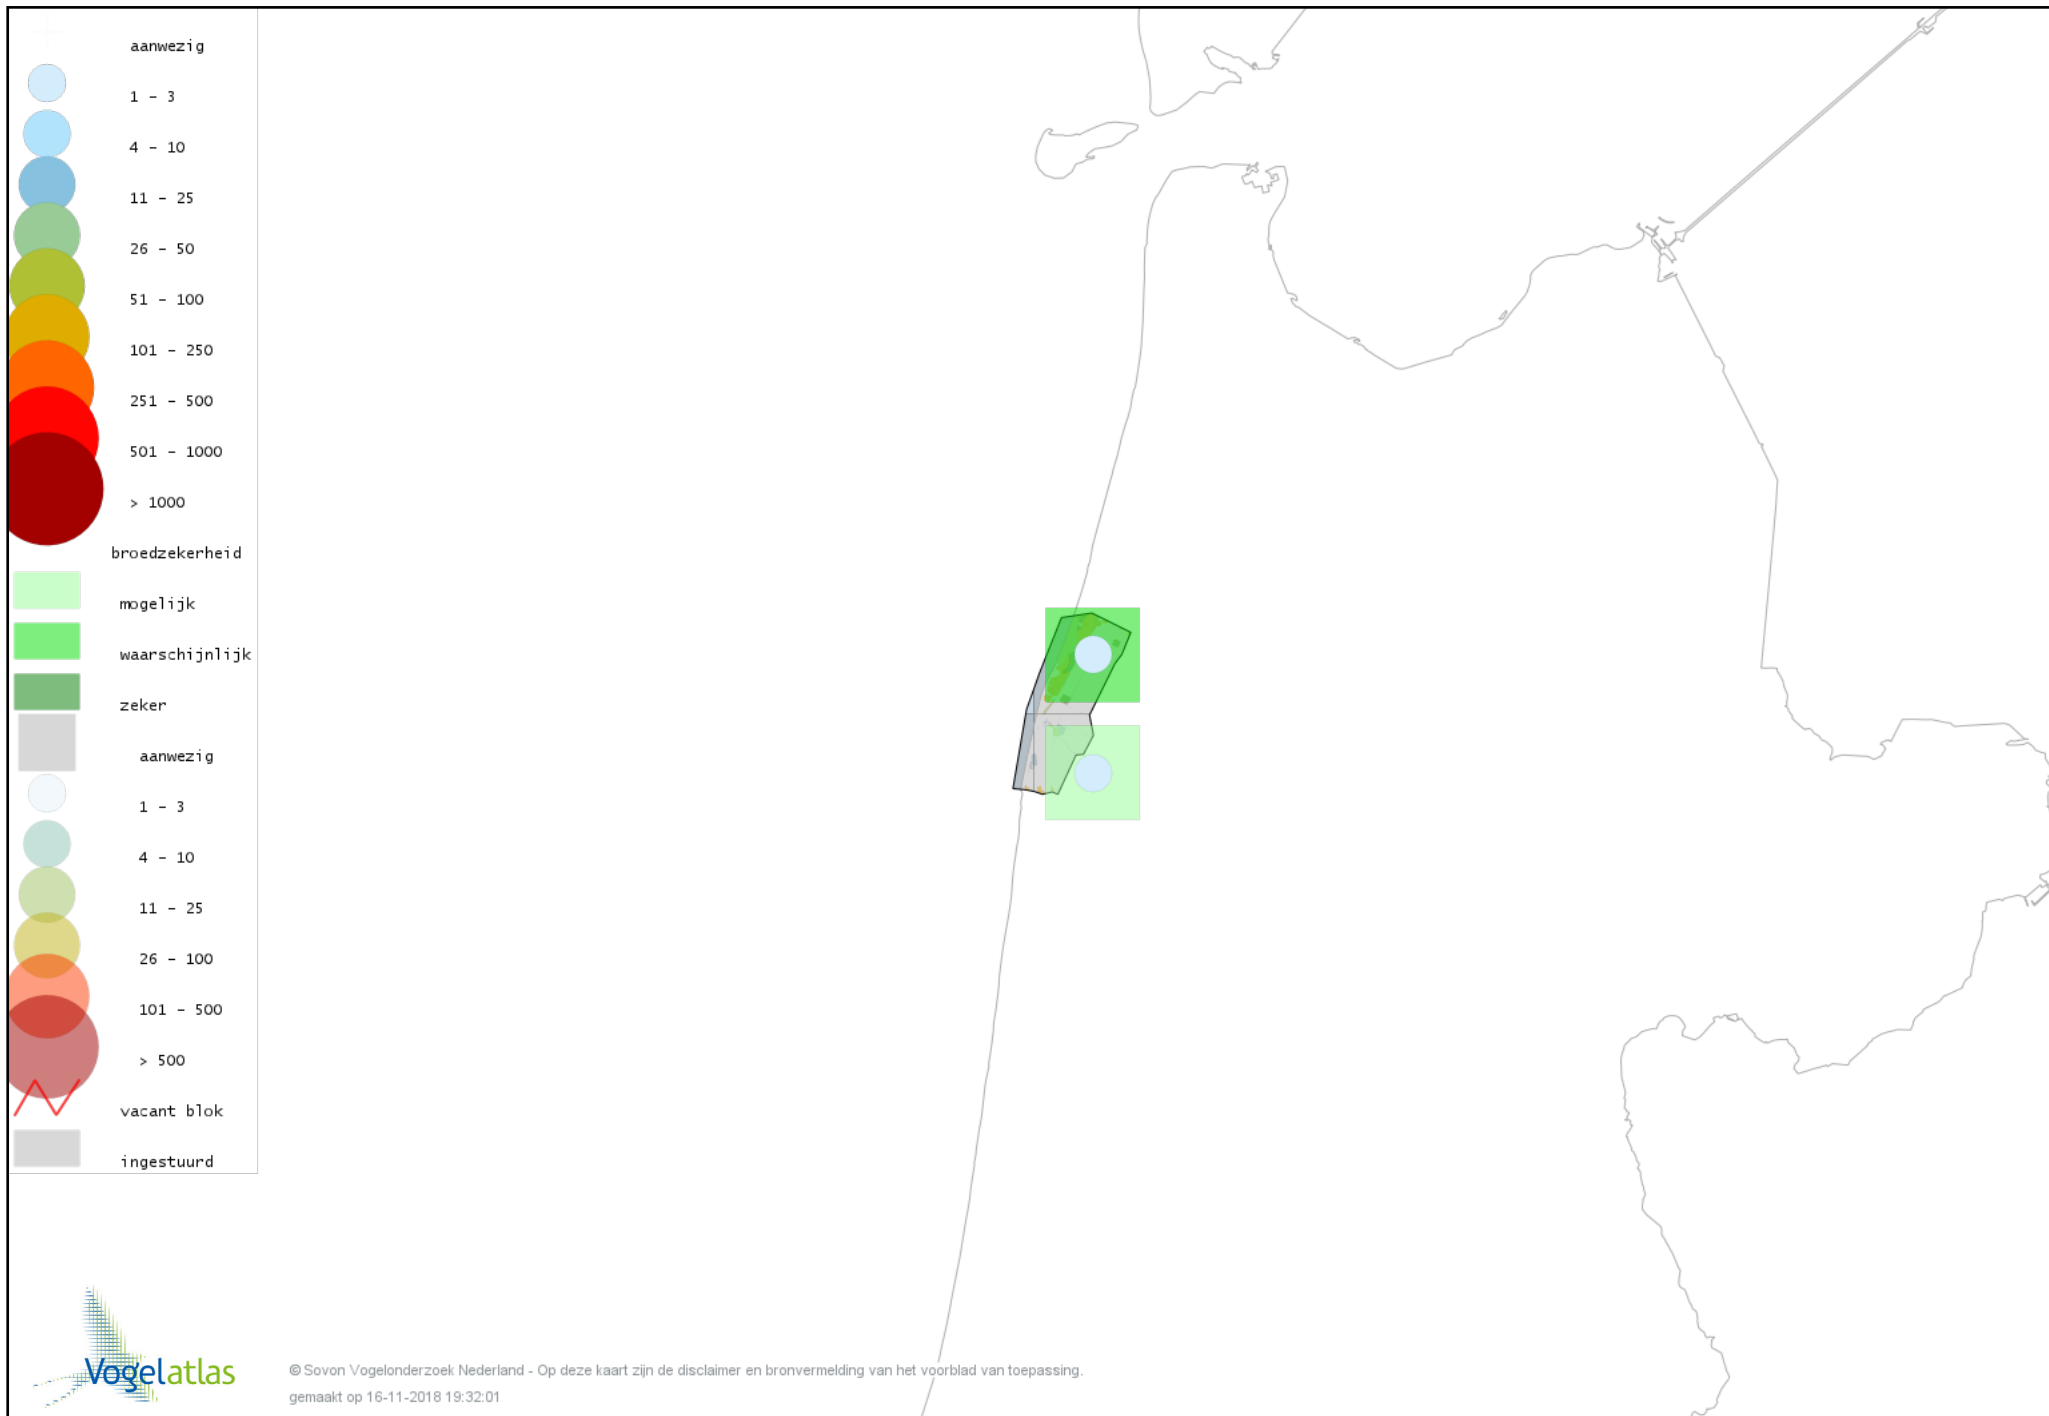 aanwezig
1 - 3
4 - 10
11 - 25
26 - 50
51 - 100
101 - 250
251 - 500
501 - 1000
> 1000
broedzekerheid
mogelijk
waarschijnlijk
zeker
aanwezig
1 - 3
4 - 10
11 - 25
26 - 100
101 - 500
> 500
vacant blok
ingestuurd
Vogelatlas
© Sovon Vogelonderzoek Nederland - Op deze kaart zijn de disclaimer en bronvermelding van het voorblad van toepassing.
gemaakt op 16-11-2018 19:32:01